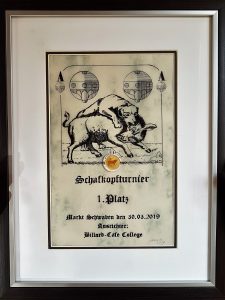 Schafkopfturnier
1.Platz
Markt Schwaben den 30.03.2019
Ausrichter:
Billard-Cafe College